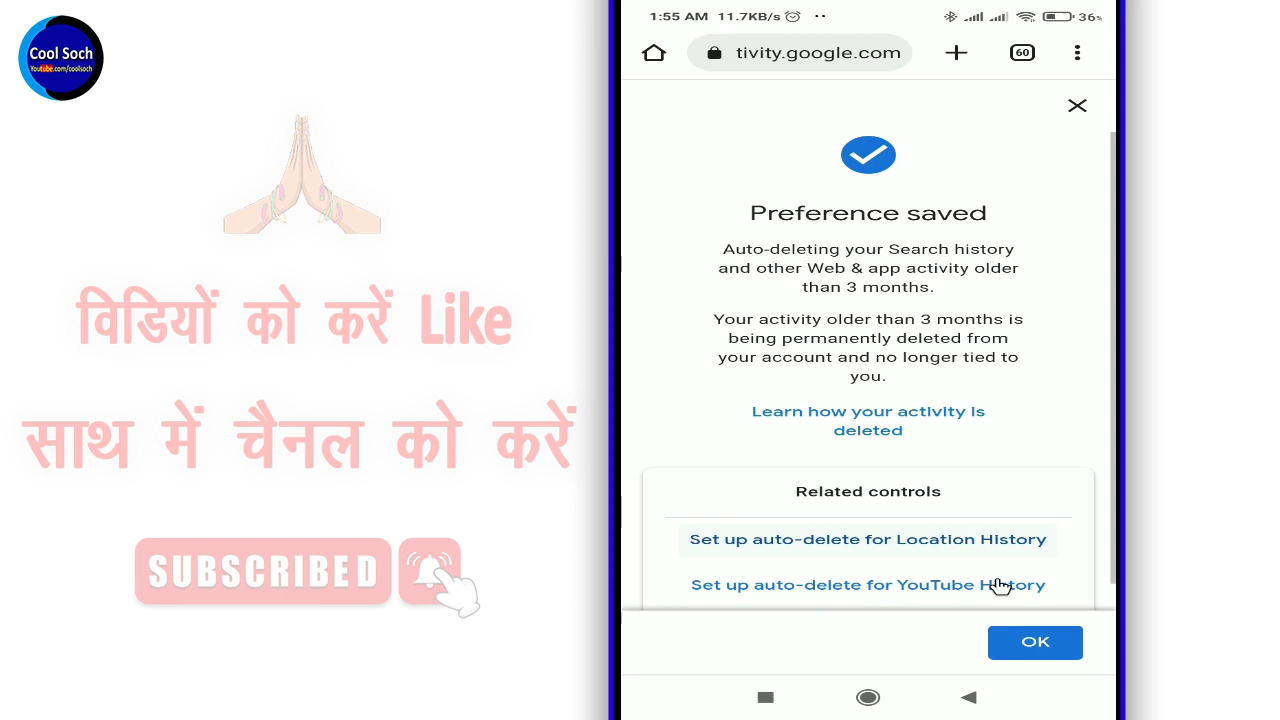 Cool Soch
Youtube.com/coolsoch
विडियों को करें Like
साथ में चैनल को करें
SUBSCRIBED
1:55 AM 11.7KB/s
36%
tivity.google.com
60
Preference saved
Auto-deleting your Search history
and other Web & app activity older
than 3 months.
Your activity older than 3 months is
being permanently deleted from
your account and no longer tied to
you.
Learn how your activity is
deleted
Related controls
Set up auto-delete for Location History
Set up auto-delete for YouTube History
OK